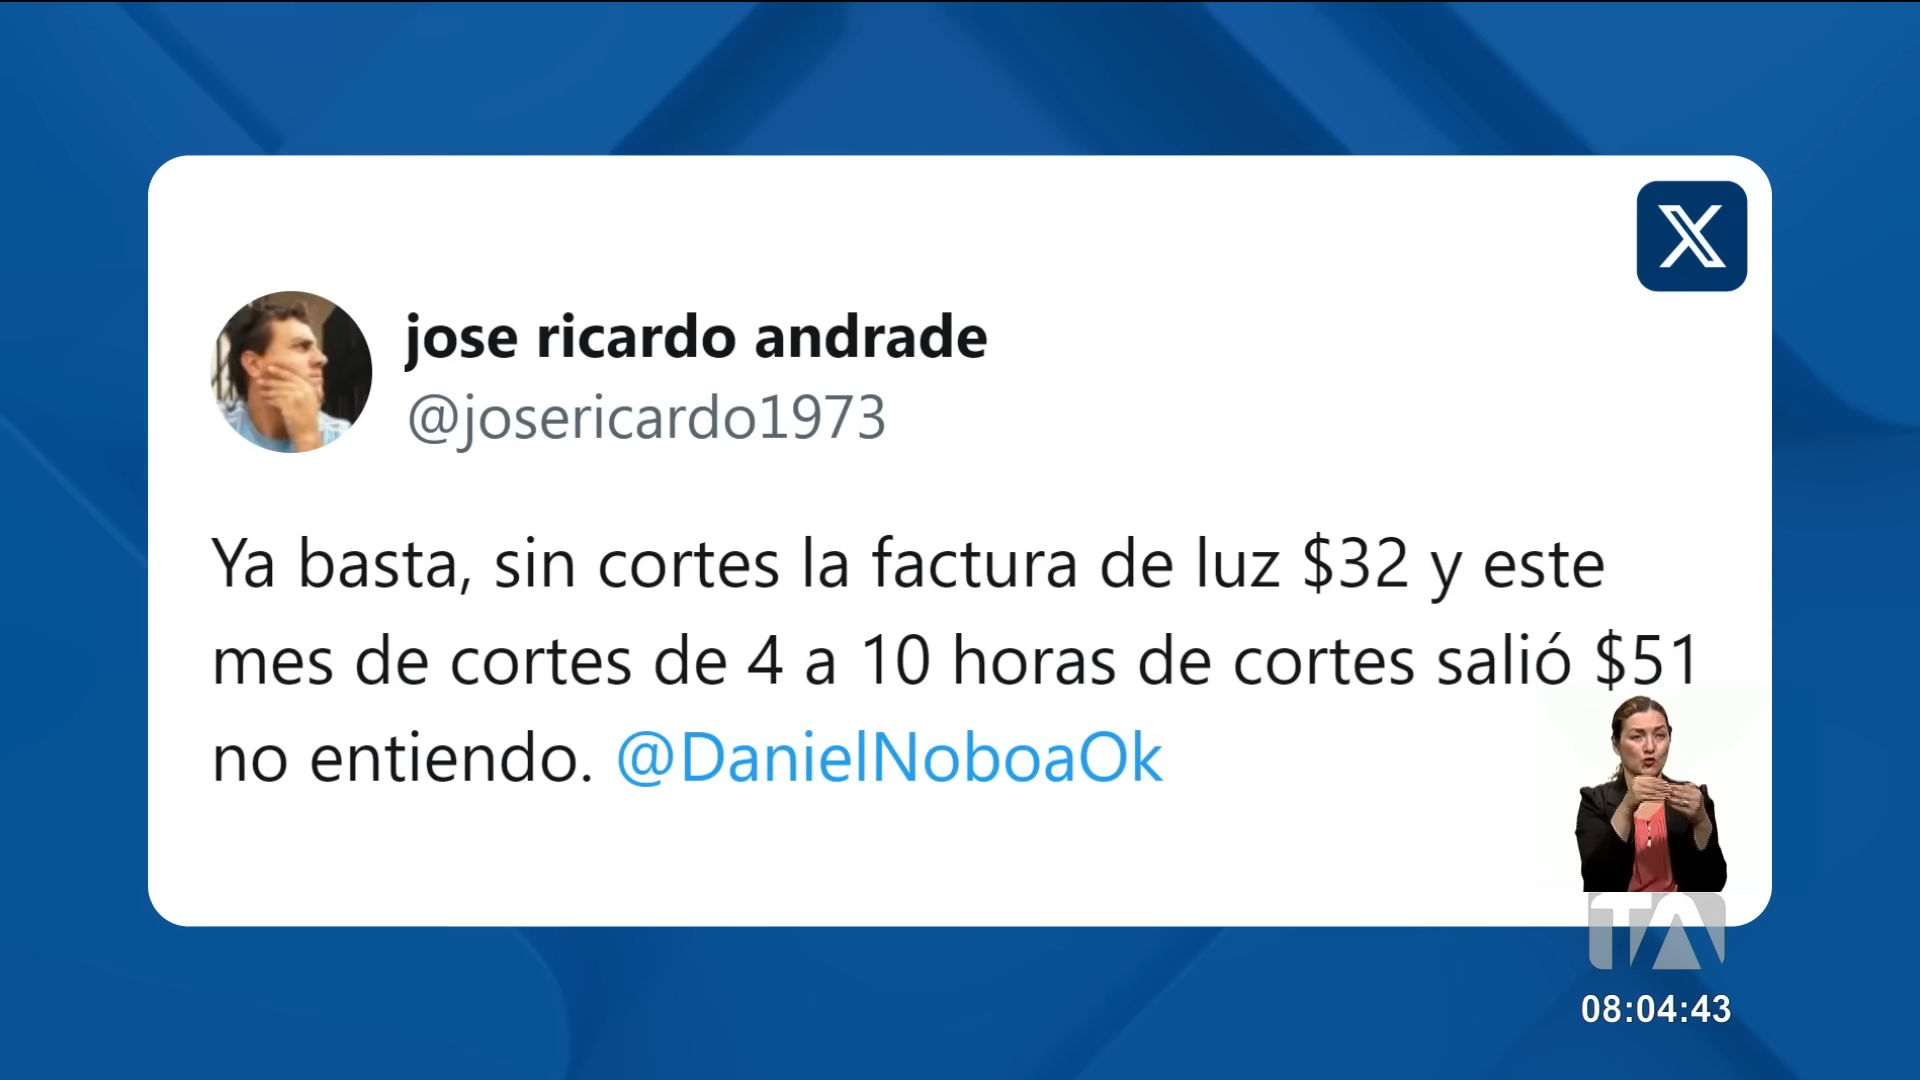 X
jose ricardo andrade
@josericardo1973
Ya basta, sin cortes la factura de luz $32 y este
mes de cortes de 4 a 10 horas de cortes salió $51
no entiendo. @DanielNoboaOk
TA
08:04:43